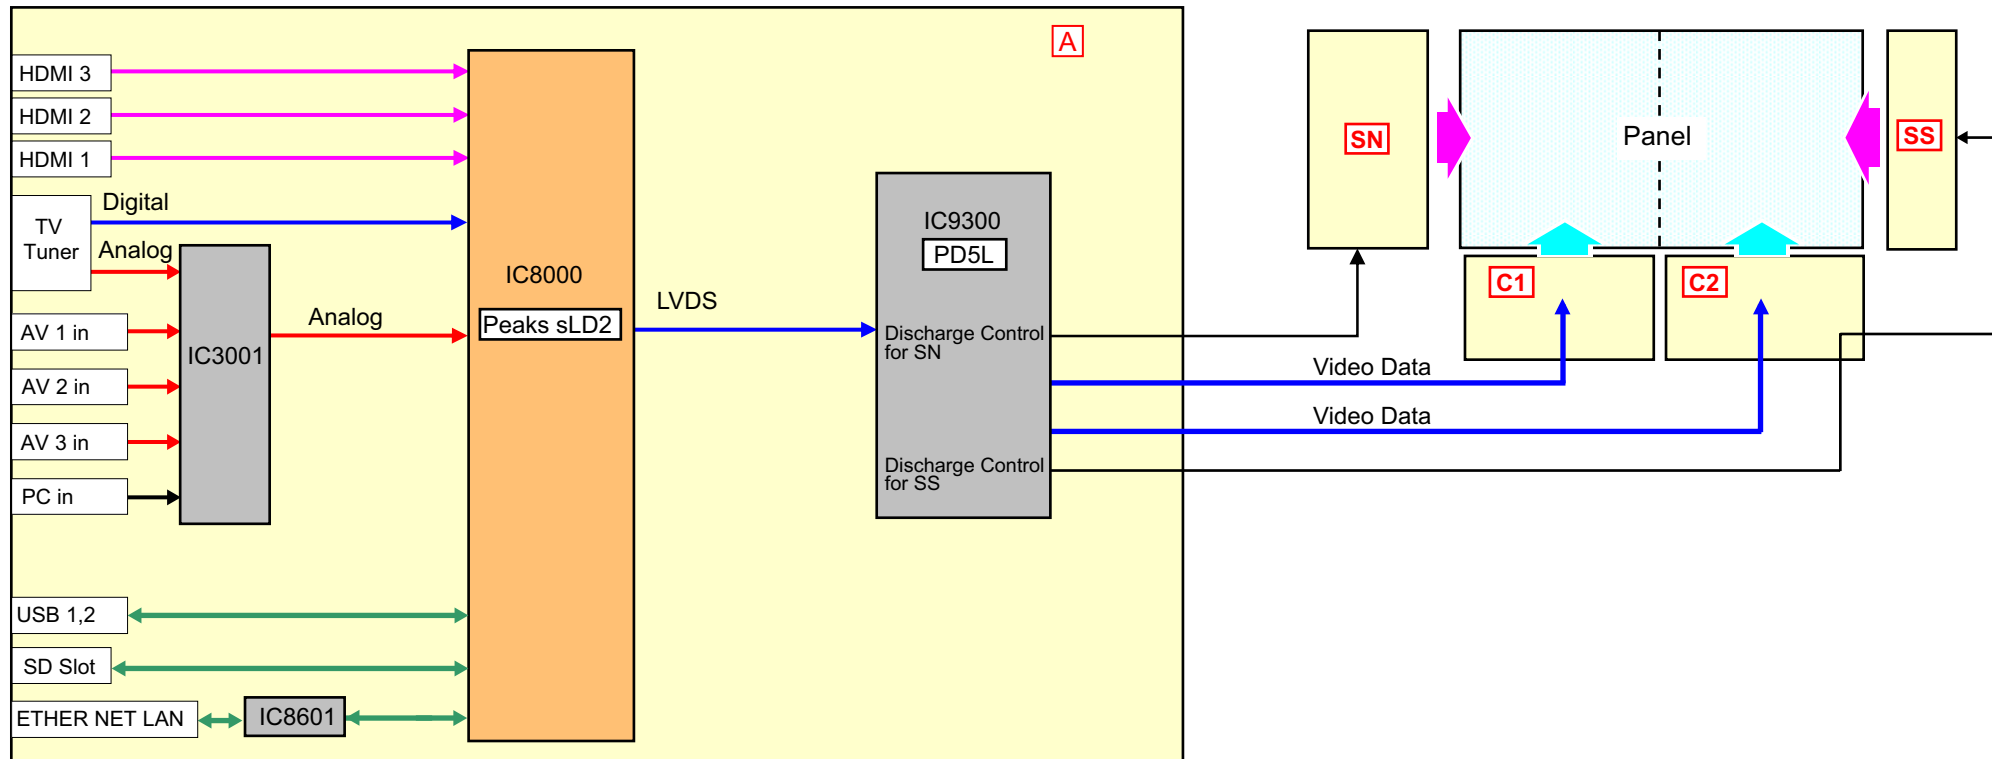 A
HDMI 3
HDMI 2
HDMI 1
TV
Tuner
Digital
Analog
AV 1 in
AV 2 in
AV 3 in
PC in
IC3001
Analog
IC8000
Peaks sLD2
LVDS
IC9300
PD5L
Discharge Control
for SN
Discharge Control
for SS
Video Data
Video Data
USB 1,2
SD Slot
ETHER NET LAN
IC8601
SN
Panel
SS
C1
C2